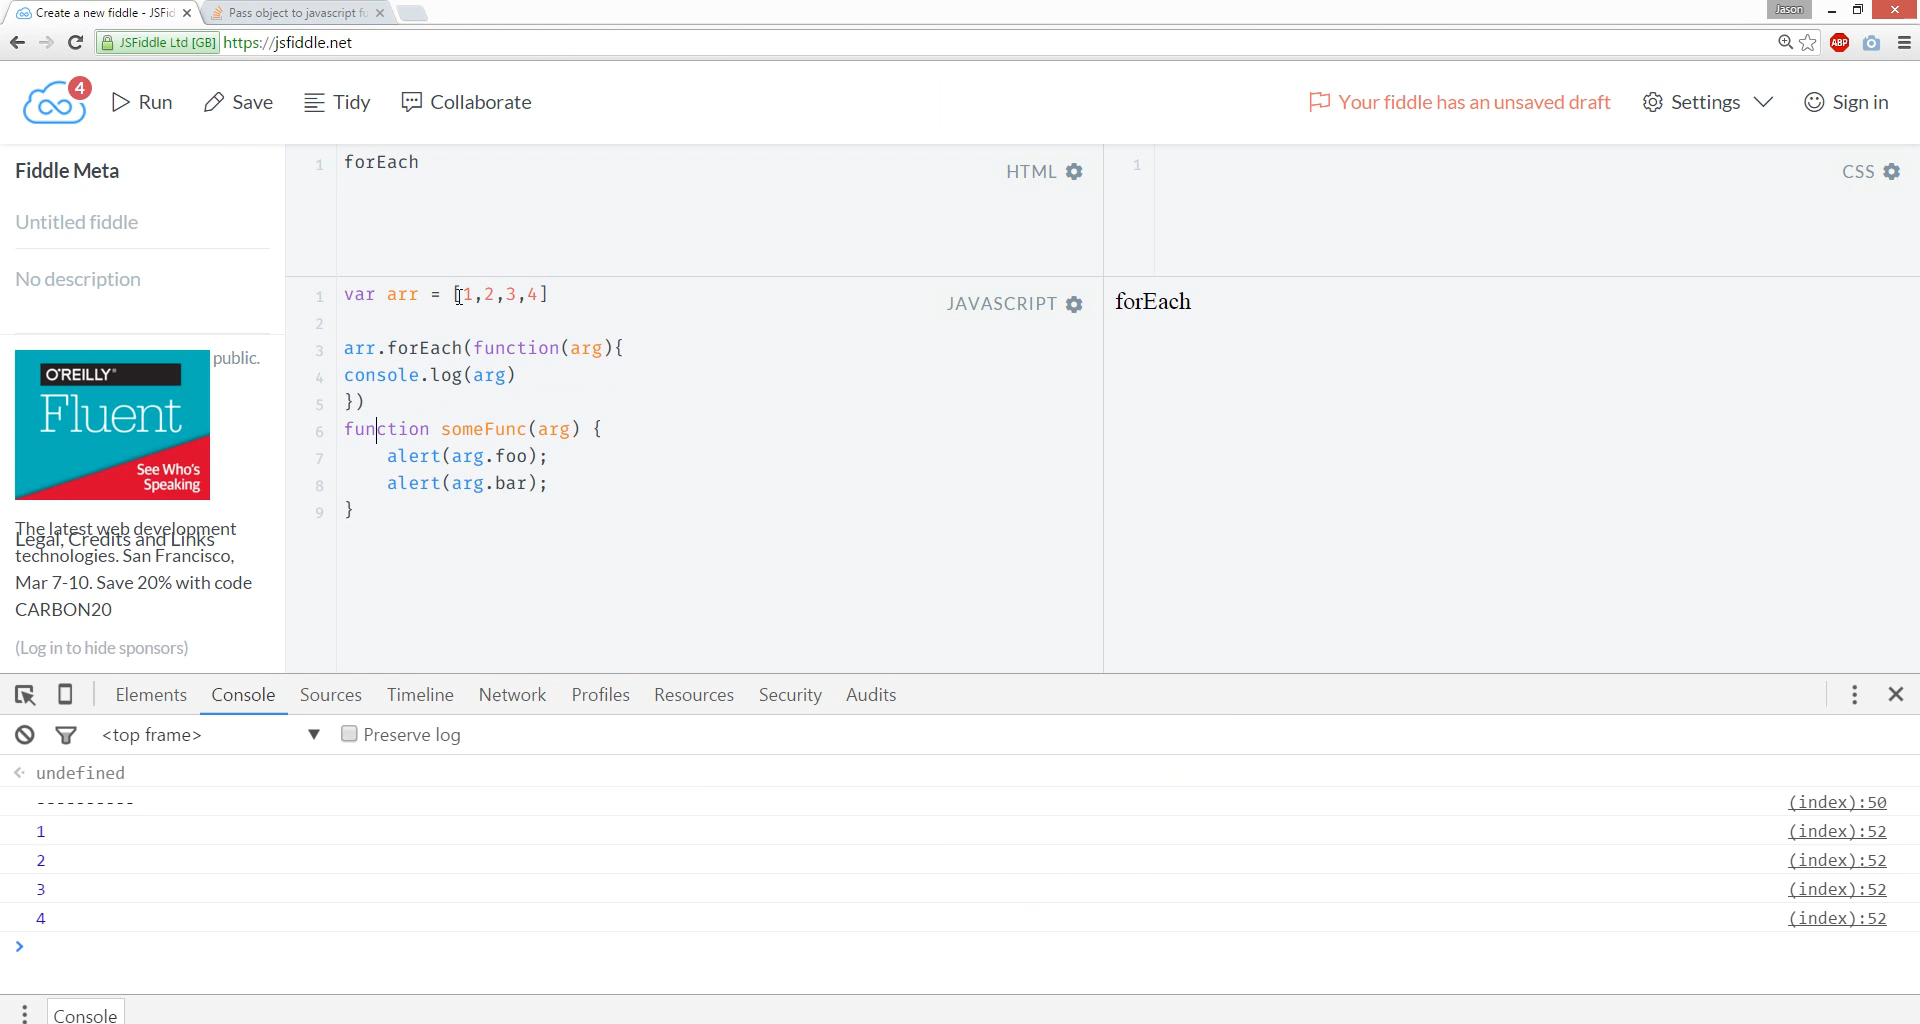 Create a new fiddle - JSFid
Pass object to javascript fu
Jason
JSFiddle Ltd [GB]
https://jsfiddle.net
ABP
4
Run
Save
Tidy
Collaborate
Your fiddle has an unsaved draft
Settings
Sign in
Fiddle Meta
Untitled fiddle
No description
public.
O'REILLY
Fluent
See Who's
Speaking
The latest web development
Legal, Credits and Links
technologies. San Francisco,
Mar 7-10. Save 20% with code
CARBON20
(Log in to hide sponsors)
1 forEach
HTML
1
CSS
1 var arr = [1,2,3,4]
JAVASCRIPT
2
3 arr.forEach(function(arg){
4 console.log(arg)
5 })
6 function someFunc(arg) {
7 alert(arg.foo);
8 alert(arg.bar);
9 }
forEach
Elements Console Sources Timeline Network Profiles Resources Security Audits
<top frame> ▼ Preserve log
undefined
---------- (index):50
1 (index):52
2 (index):52
3 (index):52
4 (index):52
>
Console